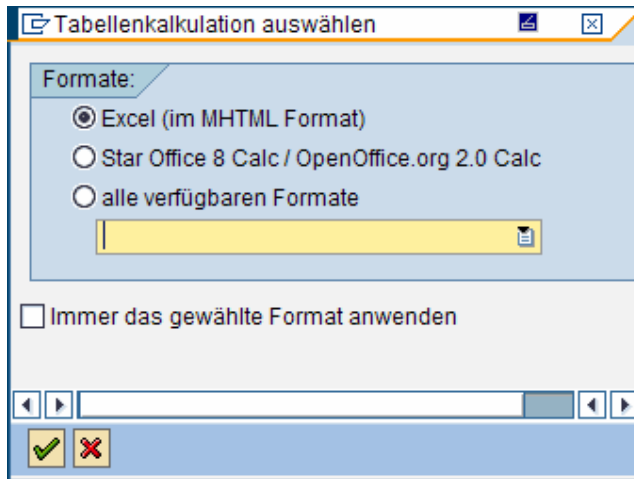 Tabellenkalkulation auswählen
Formate:
Excel (im MHTML Format)
Star Office 8 Calc / OpenOffice.org 2.0 Calc
alle verfügbaren Formate
Immer das gewählte Format anwenden